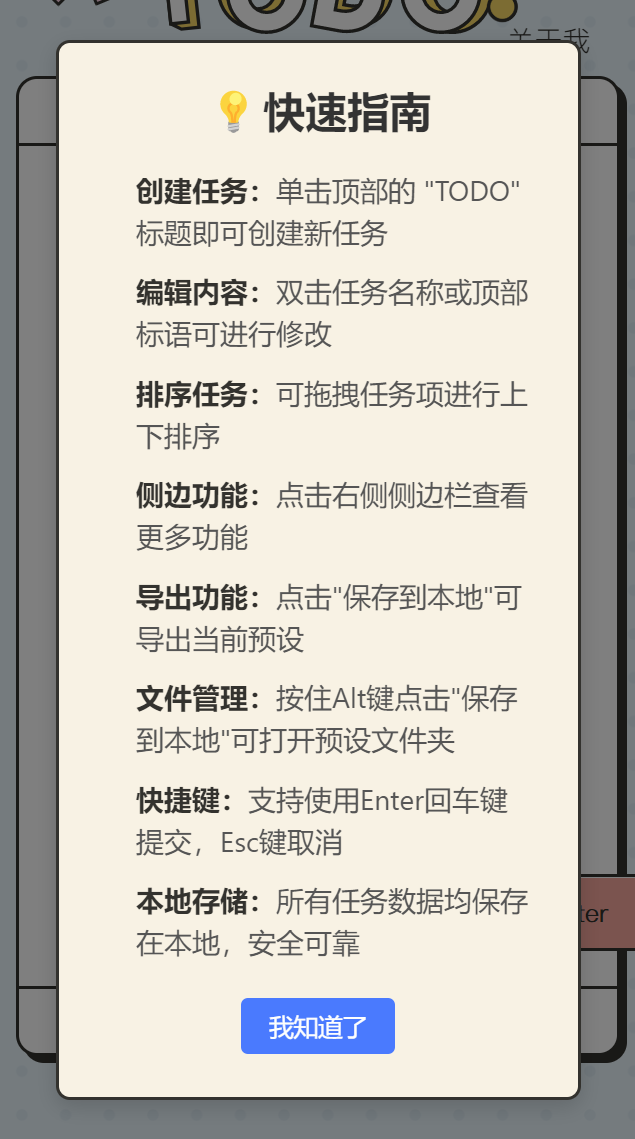 TODO
关于我
💡快速指南
创建任务：单击顶部的 "TODO"
标题即可创建新任务
编辑内容：双击任务名称或顶部
标语可进行修改
排序任务：可拖拽任务项进行上
下排序
侧边功能：点击右侧侧边栏查看
更多功能
导出功能：点击"保存到本地"可
导出当前预设
文件管理：按住Alt键点击"保存
到本地"可打开预设文件夹
快捷键：支持使用Enter回车键
提交，Esc键取消
本地存储：所有任务数据均保存
在本地，安全可靠
ter
我知道了